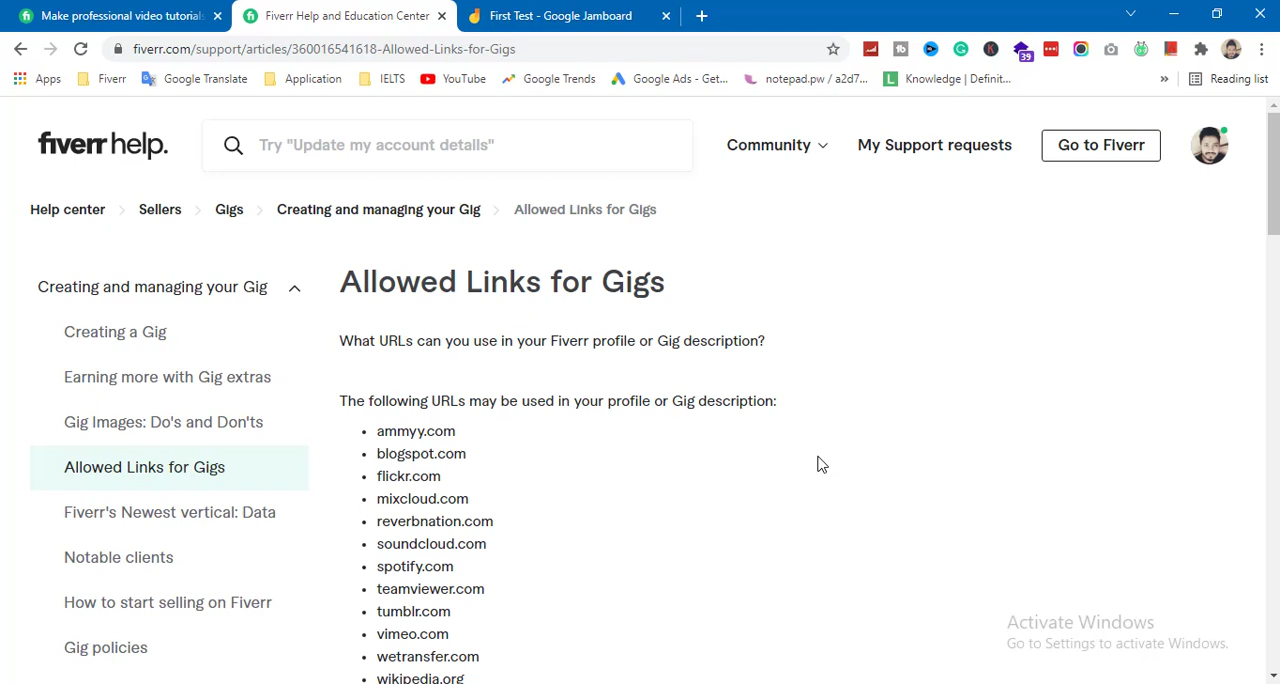 Make professional video tutorials
Fiverr Help and Education Center
First Test - Google Jamboard
fiverr.com/support/articles/360016541618-Allowed-Links-for-Gigs
39
Apps
Fiverr
Google Translate
Application
IELTS
YouTube
Google Trends
Google Ads - Get...
notepad.pw / a2d7...
Knowledge | Definit...
»
Reading list
fiverr help.
Try "Update my account details"
Community
My Support requests
Go to Fiverr
Help center
Sellers
Gigs
Creating and managing your Gig
Allowed Links for Gigs
Creating and managing your Gig
Creating a Gig
Earning more with Gig extras
Gig Images: Do's and Don'ts
Allowed Links for Gigs
Fiverr's Newest vertical: Data
Notable clients
How to start selling on Fiverr
Gig policies
Allowed Links for Gigs
What URLs can you use in your Fiverr profile or Gig description?
The following URLs may be used in your profile or Gig description:
• ammyy.com
• blogspot.com
• flickr.com
• mixcloud.com
• reverbnation.com
• soundcloud.com
• spotify.com
• teamviewer.com
• tumblr.com
• vimeo.com
• wetransfer.com
• wikipedia.org
Activate Windows
Go to Settings to activate Windows.